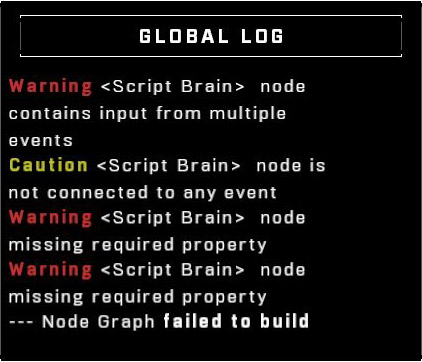 GLOBAL LOG
Warning <Script Brain> node
contains input from multiple
events
Caution <Script Brain> node is
not connected to any event
Warning <Script Brain> node
missing required property
Warning <Script Brain> node
missing required property
--- Node Graph failed to build